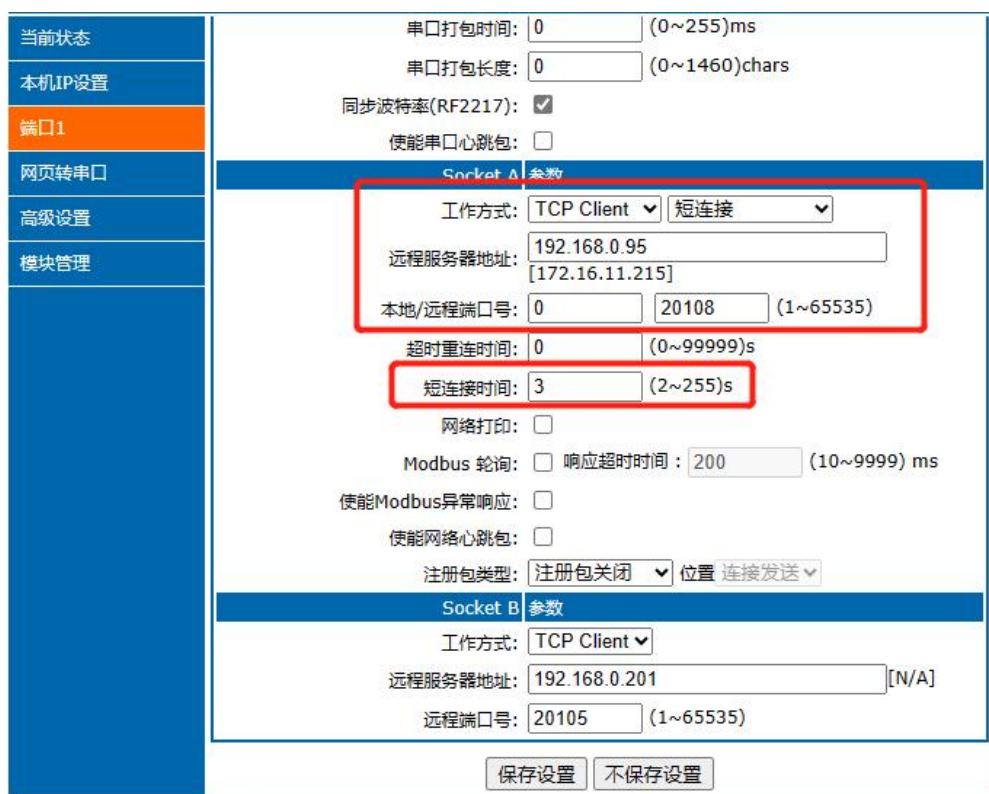 当前状态
本机IP设置
端口1
网页转串口
高级设置
模块管理
串口打包时间: 0 (0~255)ms
串口打包长度: 0 (0~1460)chars
同步波特率(RF2217):
使能串口心跳包:
Socket A 参数
工作方式: TCP Client 短连接
远程服务器地址: 192.168.0.95
[172.16.11.215]
本地/远程端口号: 0 20108 (1~65535)
超时重连时间: 0 (0~99999)s
短连接时间: 3 (2~255)s
网络打印:
Modbus 轮询: 响应超时时间：200 (10~9999) ms
使能Modbus异常响应:
使能网络心跳包:
注册包类型: 注册包关闭 位置 连接发送
Socket B 参数
工作方式: TCP Client
远程服务器地址: 192.168.0.201 [N/A]
远程端口号: 20105 (1~65535)
保存设置 不保存设置